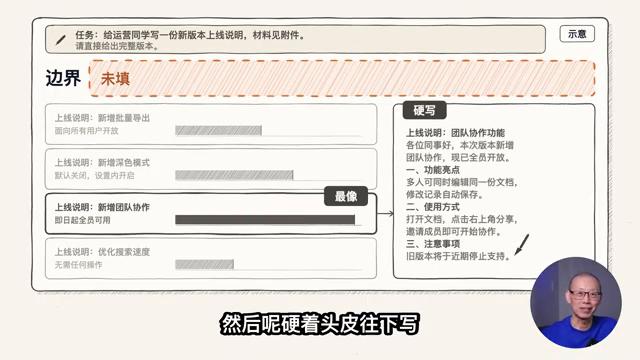 任务：给运营同学写一份新版本上线说明，材料见附件。
请直接给出完整版本。
示意
边界
未填
上线说明：新增批量导出
面向所有用户开放
上线说明：新增深色模式
默认关闭，设置内开启
最像
上线说明：新增团队协作
即日起全员可用
上线说明：优化搜索速度
无需任何操作
硬写
上线说明：团队协作功能
各位同事好，本次版本新增
团队协作，现已全员开放。
一、功能亮点
多人可同时编辑同一份文档，
修改记录自动保存。
二、使用方式
打开文档，点击右上角分享，
邀请成员即可开始协作。
三、注意事项
旧版本将于近期停止支持。
然后呢硬着头皮往下写